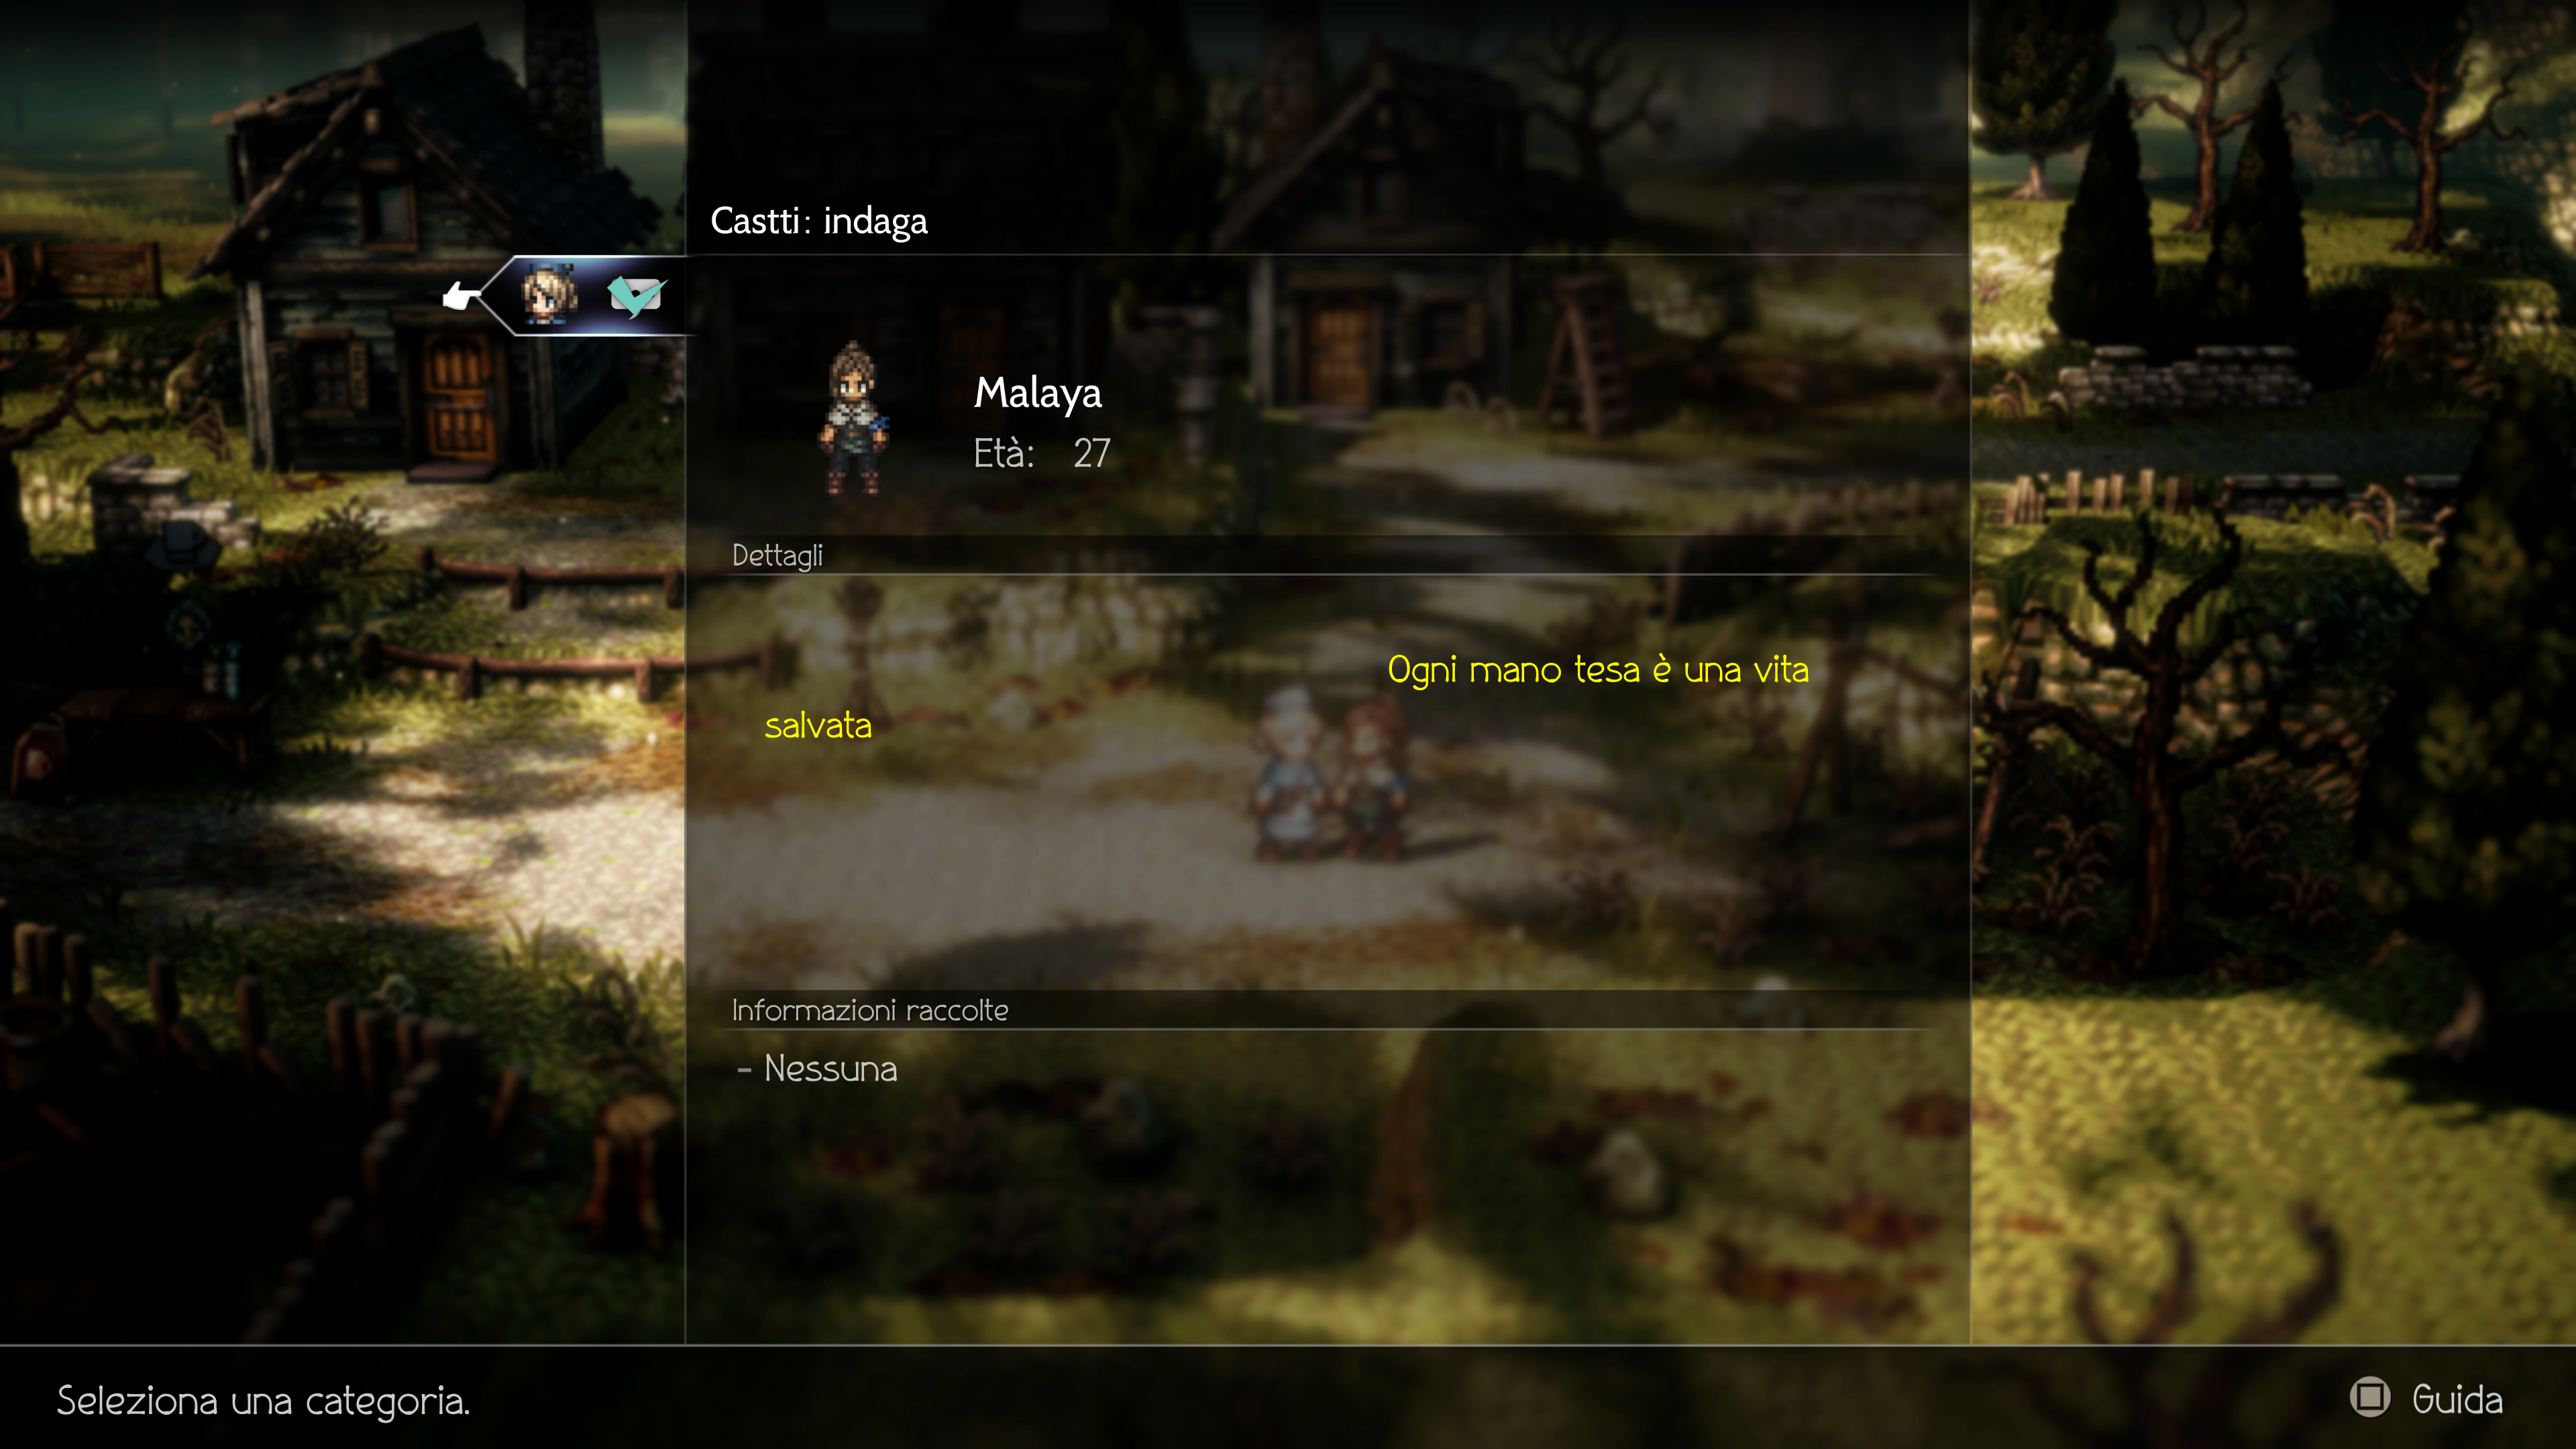 Castti: indaga
Malaya
Età: 27
Dettagli
Ogni mano tesa è una vita
salvata
Informazioni raccolte
- Nessuna
Seleziona una categoria.
Guida